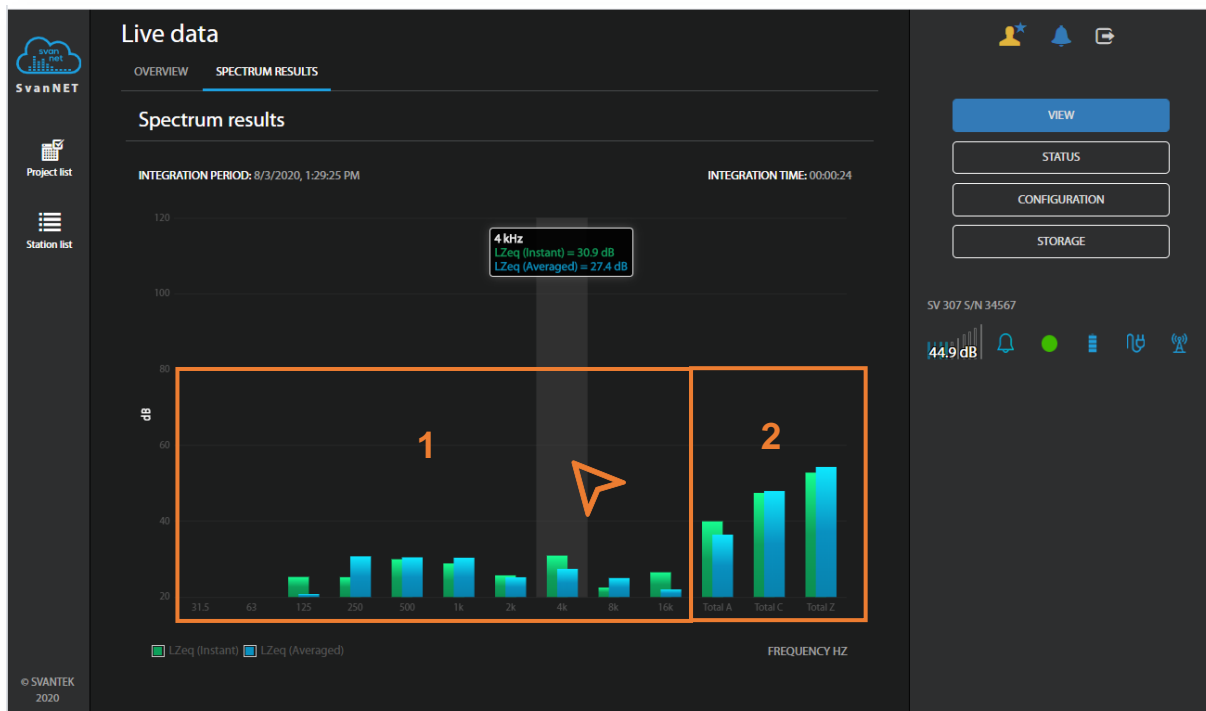 svan
net
SvanNET
Project list
Station list
© SVANTEK
2020
Live data
OVERVIEW SPECTRUM RESULTS
Spectrum results
INTEGRATION PERIOD: 8/3/2020, 1:29:25 PM INTEGRATION TIME: 00:00:24
120
4 kHz
LZeq (Instant) = 30.9 dB
LZeq (Averaged) = 27.4 dB
100
80
dB
1
2
60
40
20
31.5 63 125 250 500 1k 2k 4k 8k 16k Total A Total C Total Z
LZeq (Instant) LZeq (Averaged) FREQUENCY HZ
VIEW
STATUS
CONFIGURATION
STORAGE
SV 307 S/N 34567
44.9 dB